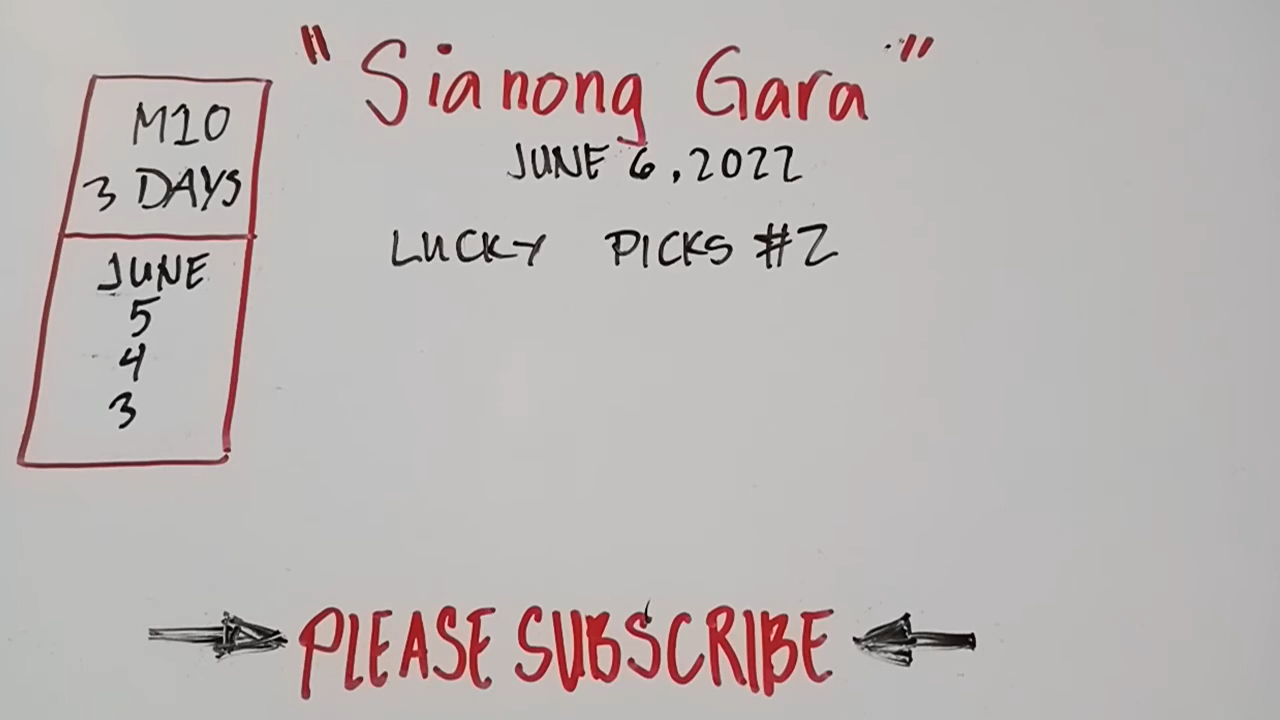 "Sianong Gara"
JUNE 6, 2022
LUCKY PICKS #2
M10
3 DAYS
JUNE
5
4
3
PLEASE SUBSCRIBE